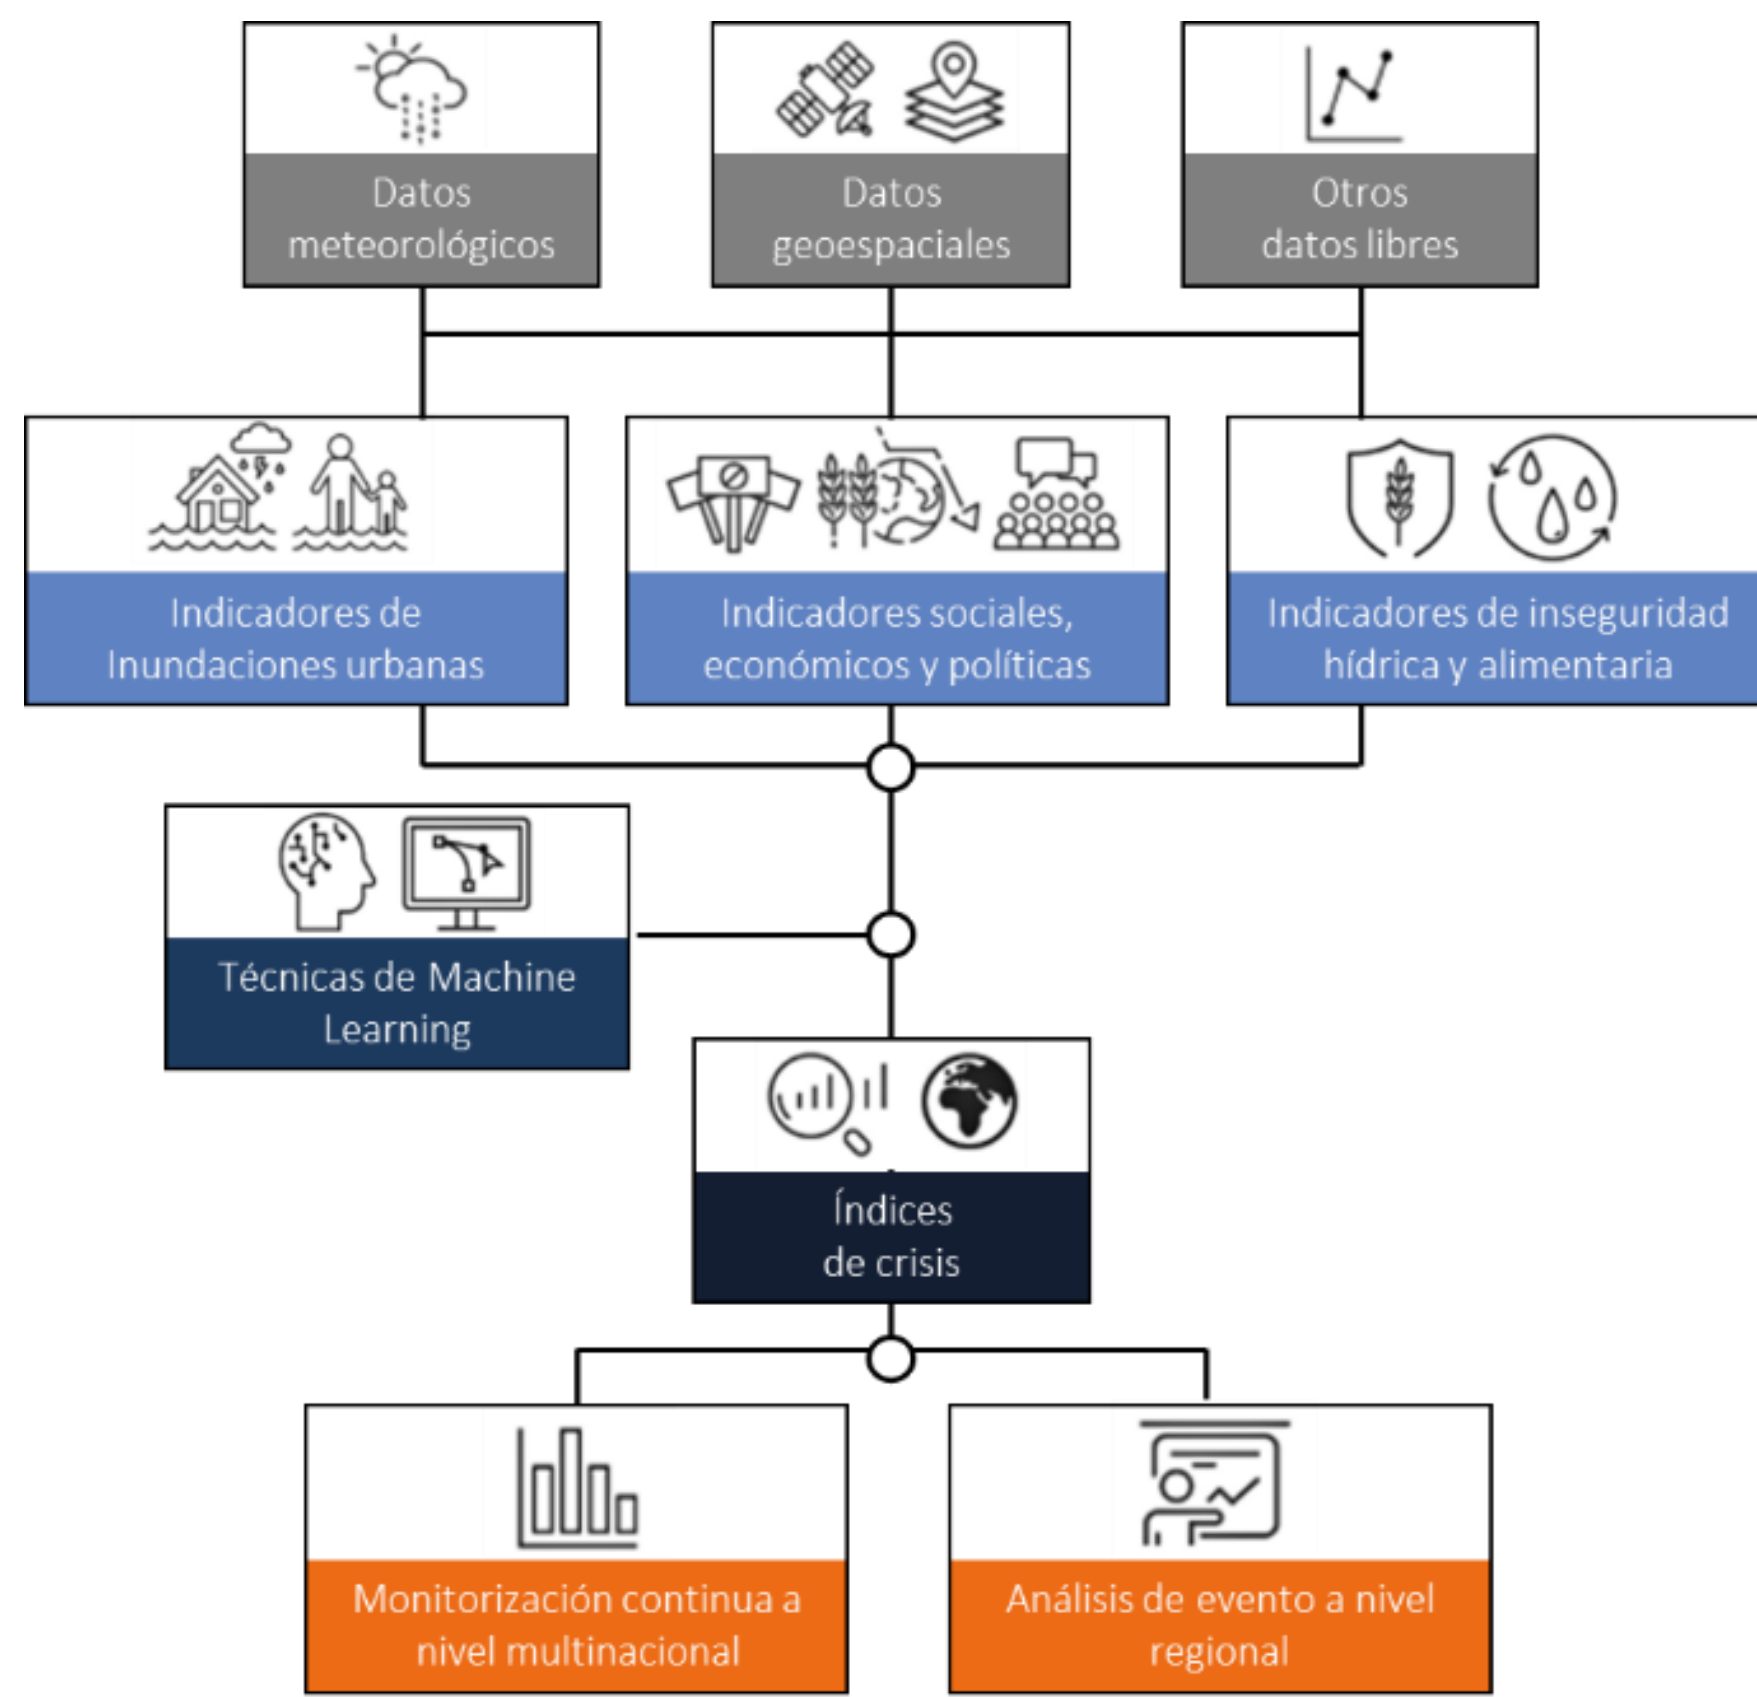 Datos
meteorológicos
Datos
geoespaciales
Otros
datos libres
Indicadores de
Inundaciones urbanas
Indicadores sociales,
económicos y políticas
Indicadores de inseguridad
hídrica y alimentaria
Técnicas de Machine
Learning
Índices
de crisis
Monitorización continua a
nivel multinacional
Análisis de evento a nivel
regional